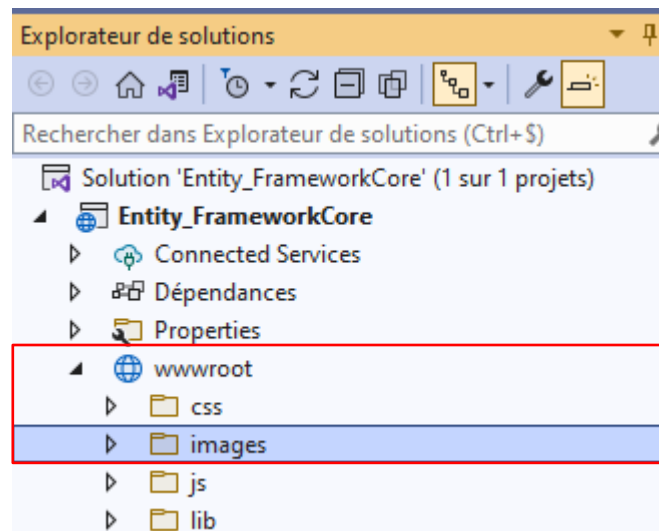 Explorateur de solutions
Rechercher dans Explorateur de solutions (Ctrl+$)
Solution 'Entity_FrameworkCore' (1 sur 1 projets)
Entity_FrameworkCore
Connected Services
Dépendances
Properties
wwwroot
css
images
js
lib